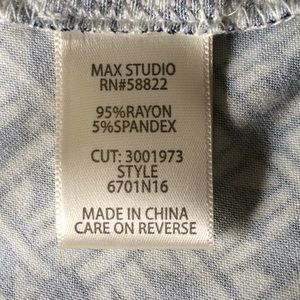 MAX STUDIO
RN#58822
95%RAYON
5%SPANDEX
CUT: 3001973
STYLE
6701N16
MADE IN CHINA
CARE ON REVERSE